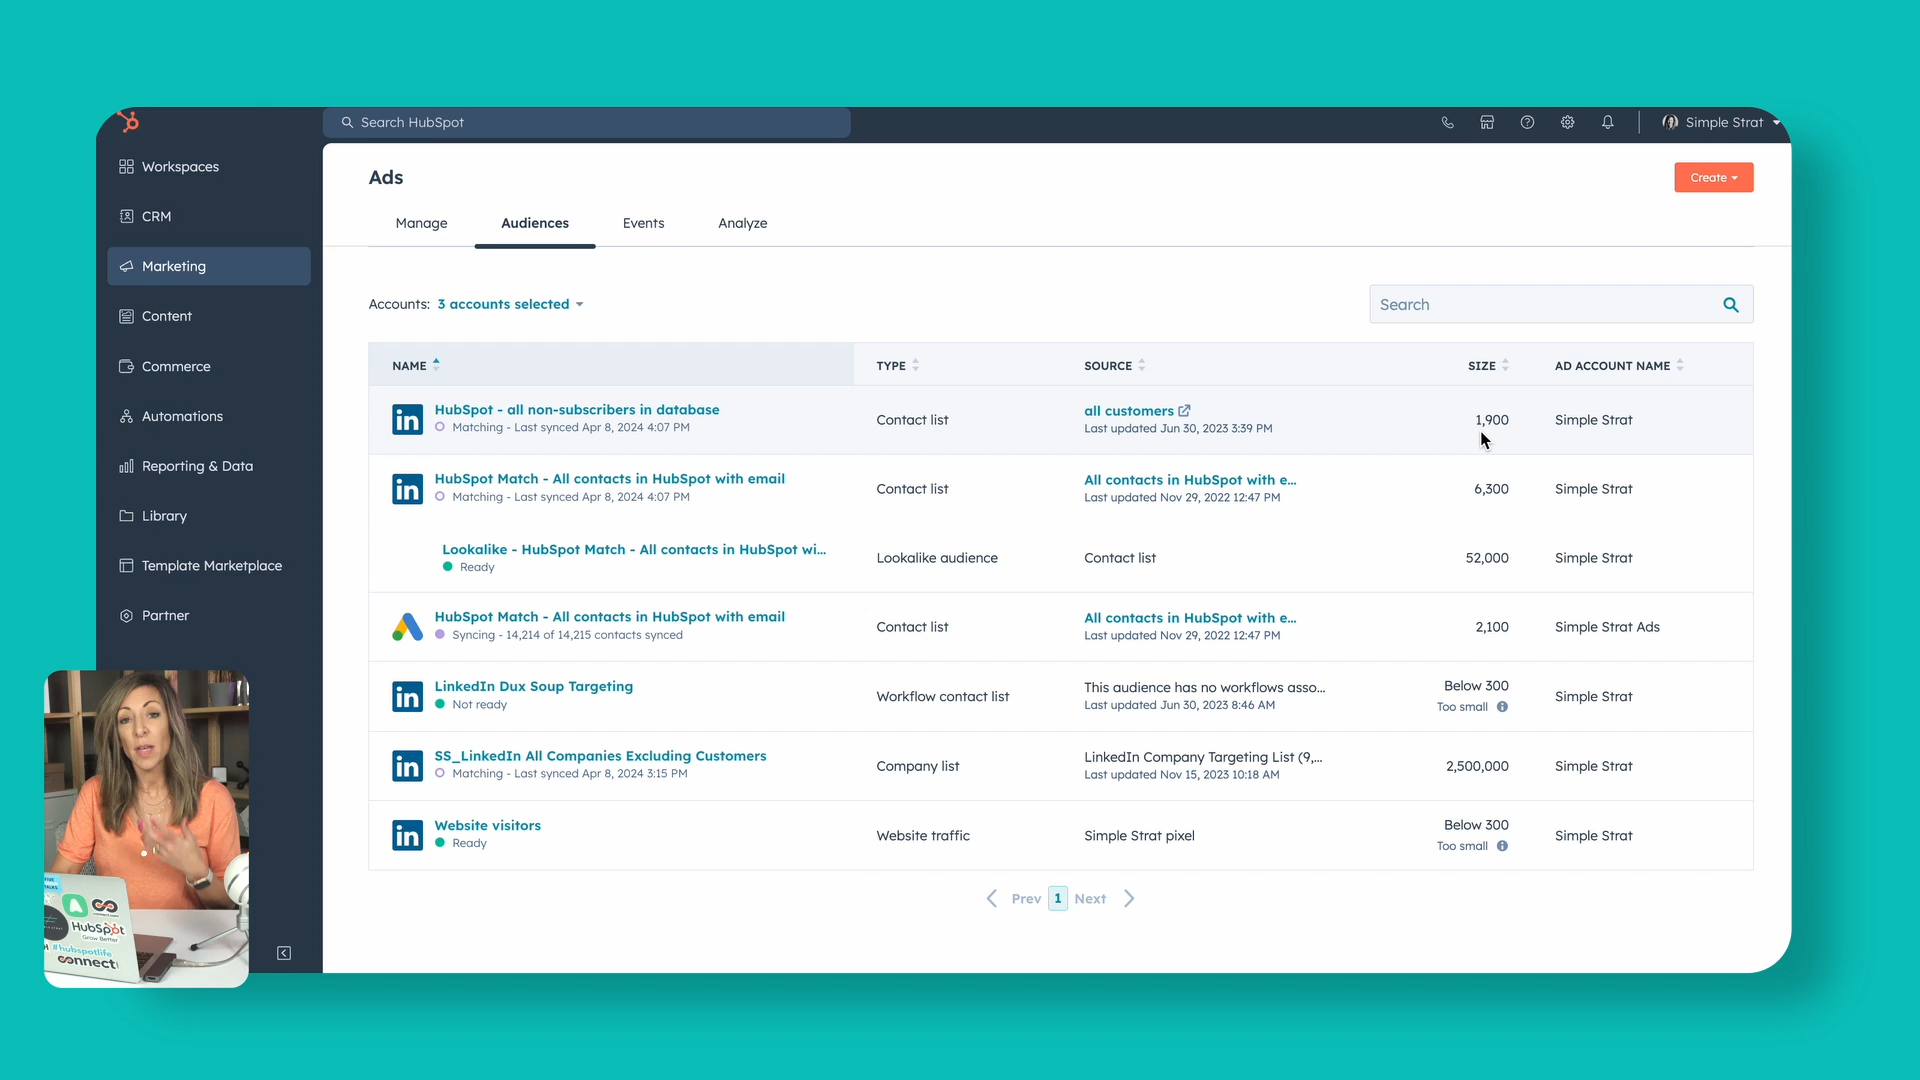 Search HubSpot
Simple Strat
Workspaces
CRM
Marketing
Content
Commerce
Automations
Reporting & Data
Library
Template Marketplace
Partner
Ads
Create
Manage
Audiences
Events
Analyze
Accounts: 3 accounts selected
Search
NAME
TYPE
SOURCE
SIZE
AD ACCOUNT NAME
HubSpot - all non-subscribers in database
Matching - Last synced Apr 8, 2024 4:07 PM
Contact list
all customers
Last updated Jun 30, 2023 3:39 PM
1,900
Simple Strat
HubSpot Match - All contacts in HubSpot with email
Matching - Last synced Apr 8, 2024 4:07 PM
Contact list
All contacts in HubSpot with e...
Last updated Nov 29, 2022 12:47 PM
6,300
Simple Strat
Lookalike - HubSpot Match - All contacts in HubSpot wi...
Ready
Lookalike audience
Contact list
52,000
Simple Strat
HubSpot Match - All contacts in HubSpot with email
Syncing - 14,214 of 14,215 contacts synced
Contact list
All contacts in HubSpot with e...
Last updated Nov 29, 2022 12:47 PM
2,100
Simple Strat Ads
LinkedIn Dux Soup Targeting
Not ready
Workflow contact list
This audience has no workflows asso...
Last updated Jun 30, 2023 8:46 AM
Below 300
Too small
Simple Strat
SS_LinkedIn All Companies Excluding Customers
Matching - Last synced Apr 8, 2024 3:15 PM
Company list
LinkedIn Company Targeting List (9,...
Last updated Nov 15, 2023 10:18 AM
2,500,000
Simple Strat
Website visitors
Ready
Website traffic
Simple Strat pixel
Below 300
Too small
Simple Strat
Prev 1 Next
HubSpot
Grow Better
#hubspotlife
connect